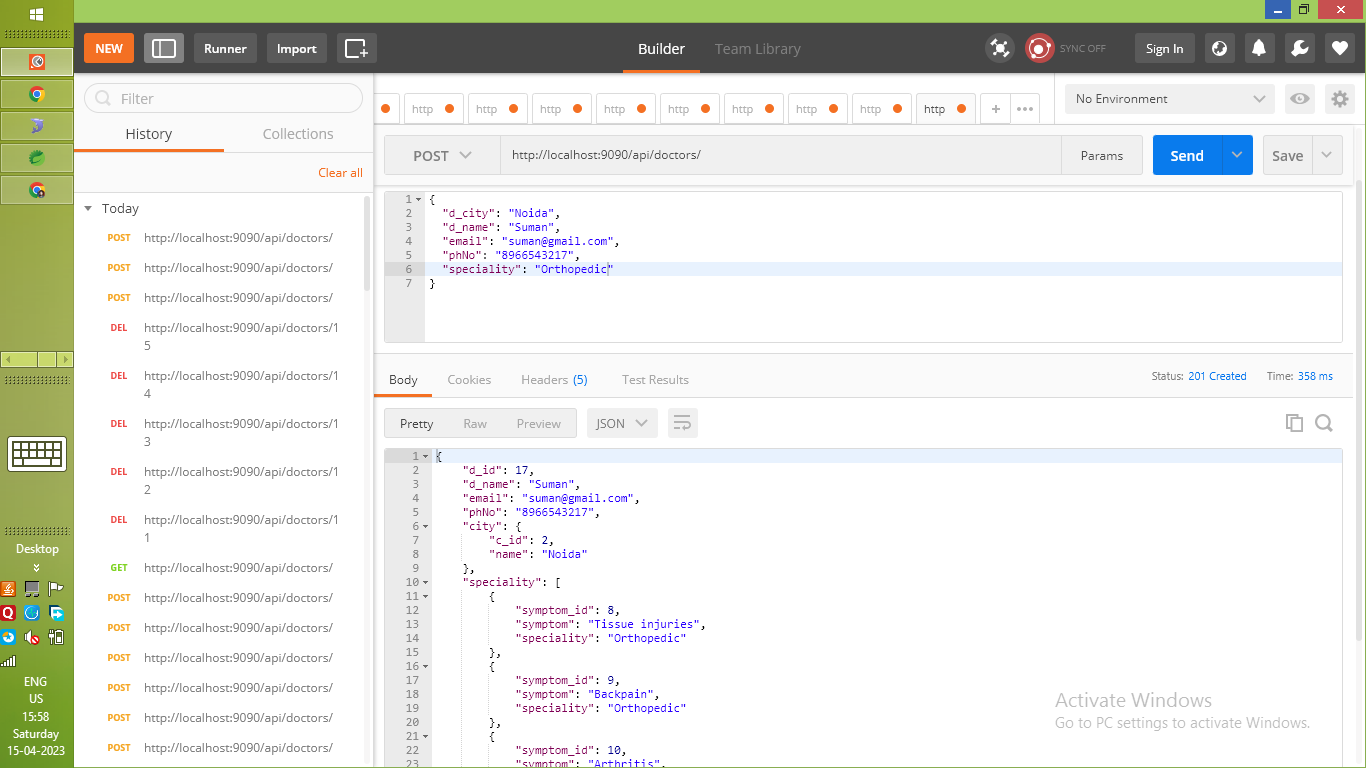 NEW
Runner
Import
Builder
Team Library
SYNC OFF
Sign In
Filter
History
Collections
Clear all
Today
POST http://localhost:9090/api/doctors/
POST http://localhost:9090/api/doctors/
POST http://localhost:9090/api/doctors/
DEL http://localhost:9090/api/doctors/1
5
DEL http://localhost:9090/api/doctors/1
4
DEL http://localhost:9090/api/doctors/1
3
DEL http://localhost:9090/api/doctors/1
2
DEL http://localhost:9090/api/doctors/1
1
GET http://localhost:9090/api/doctors/
POST http://localhost:9090/api/doctors/
POST http://localhost:9090/api/doctors/
POST http://localhost:9090/api/doctors/
POST http://localhost:9090/api/doctors/
POST http://localhost:9090/api/doctors/
POST http://localhost:9090/api/doctors/
http
http
http
http
http
http
http
http
http
No Environment
POST
http://localhost:9090/api/doctors/
Params
Send
Save
1 {
2 "d_city": "Noida",
3 "d_name": "Suman",
4 "email": "suman@gmail.com",
5 "phNo": "8966543217",
6 "speciality": "Orthopedic"
7 }
Body
Cookies
Headers (5)
Test Results
Status: 201 Created
Time: 358 ms
Pretty
Raw
Preview
JSON
1 {
2 "d_id": 17,
3 "d_name": "Suman",
4 "email": "suman@gmail.com",
5 "phNo": "8966543217",
6 "city": {
7 "c_id": 2,
8 "name": "Noida"
9 },
10 "speciality": [
11 {
12 "symptom_id": 8,
13 "symptom": "Tissue injuries",
14 "speciality": "Orthopedic"
15 },
16 {
17 "symptom_id": 9,
18 "symptom": "Backpain",
19 "speciality": "Orthopedic"
20 },
21 {
22 "symptom_id": 10,
23 "symptom": "Arthritis",
Activate Windows
Go to PC settings to activate Windows.
Desktop
ENG
US
15:58
Saturday
15-04-2023